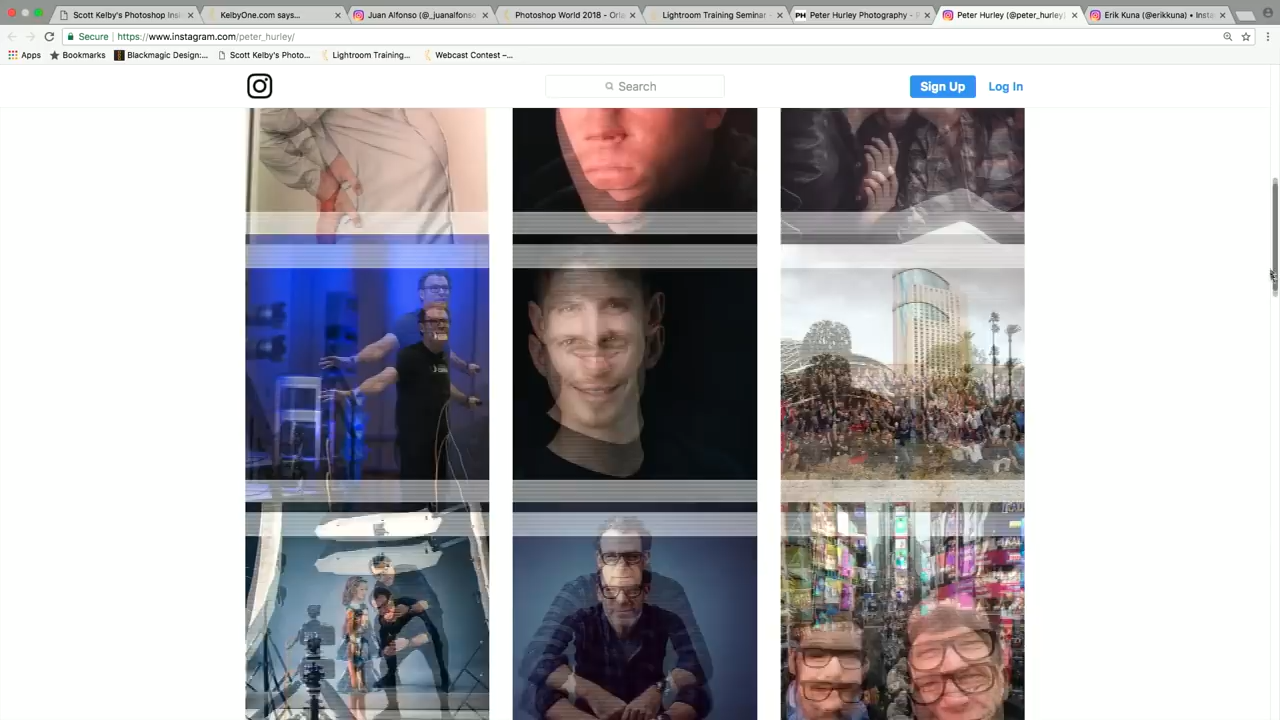 Scott Kelby's Photoshop Insi
KelbyOne.com says...
Juan Alfonso (@_juanalfonso
Photoshop World 2018 - Orla
Lightroom Training Seminar -
PH Peter Hurley Photography - P
Peter Hurley (@peter_hurley)
Erik Kuna (@erikkuna) • Insta
Secure
https://www.instagram.com/peter_hurley/
Apps
Bookmarks
Blackmagic Design:...
Scott Kelby's Photo...
Lightroom Training...
Webcast Contest –...
Search
Sign Up
Log In